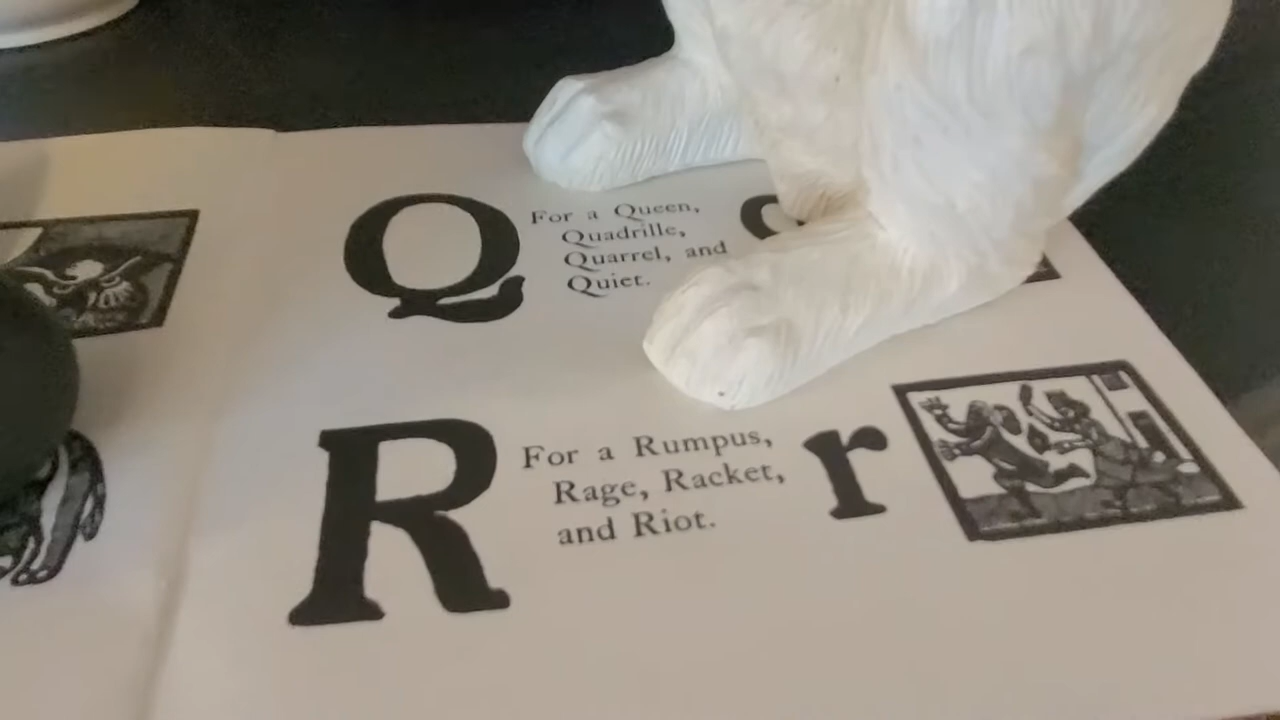 Q
For a Queen,
Quadrille,
Quarrel, and
Quiet.
R
For a Rumpus,
Rage, Racket,
and Riot.
r